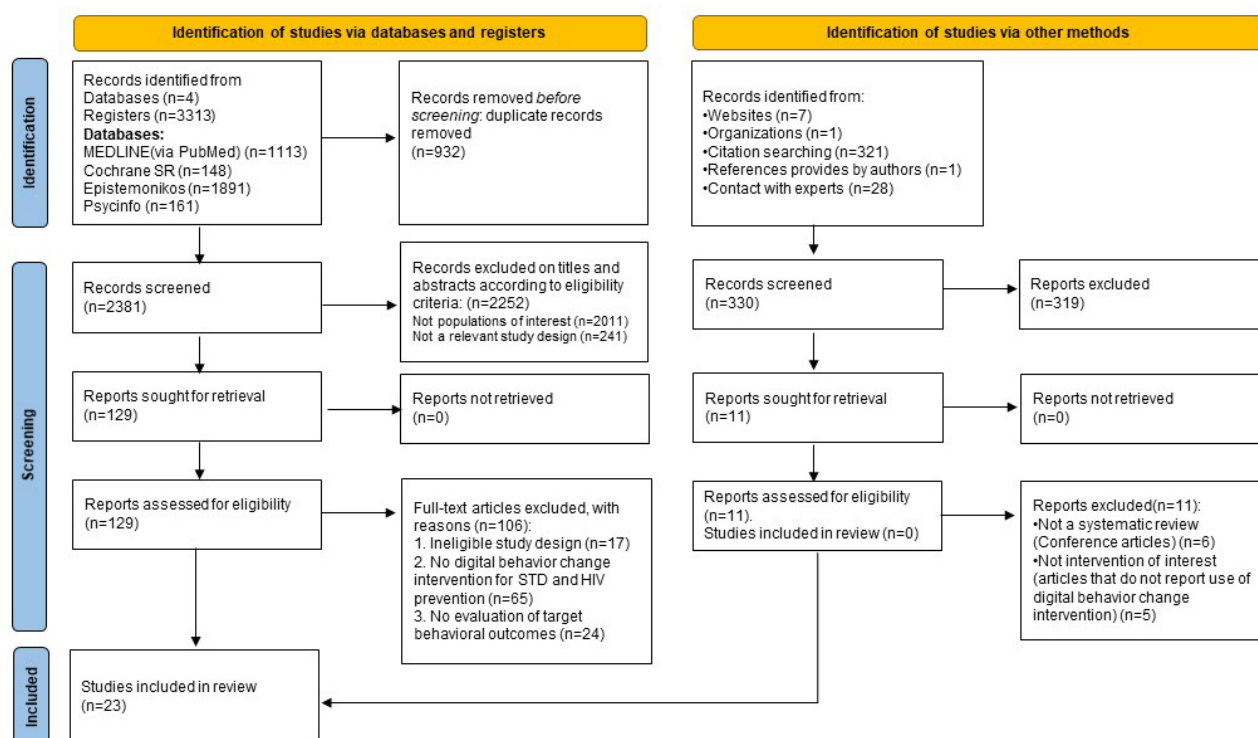 Identification of studies via databases and registers
Identification of studies via other methods
Identification
Records identified from
Databases (n=4)
Registers (n=3313)
Databases:
MEDLINE(via PubMed) (n=1113)
Cochrane SR (n=148)
Epistemonikos (n=1891)
Psycinfo (n=161)
Records removed before
screening: duplicate records
removed
(n=932)
Records identified from:
•Websites (n=7)
•Organizations (n=1)
•Citation searching (n=321)
•References provides by authors (n=1)
•Contact with experts (n=28)
Screening
Records screened
(n=2381)
Records excluded on titles and
abstracts according to eligibility
criteria: (n=2252)
Not populations of interest (n=2011)
Not a relevant study design (n=241)
Records screened
(n=330)
Reports excluded
(n=319)
Reports sought for retrieval
(n=129)
Reports not retrieved
(n=0)
Reports sought for retrieval
(n=11)
Reports not retrieved
(n=0)
Reports assessed for eligibility
(n=129)
Full-text articles excluded, with
reasons (n=106):
1. Ineligible study design (n=17)
2. No digital behavior change
intervention for STD and HIV
prevention (n=65)
3. No evaluation of target
behavioral outcomes (n=24)
Reports assessed for eligibility
(n=11).
Studies included in review (n=0)
Reports excluded(n=11):
•Not a systematic review
(Conference articles) (n=6)
•Not intervention of interest
(articles that do not report use of
digital behavior change
intervention) (n=5)
Included
Studies included in review
(n=23)